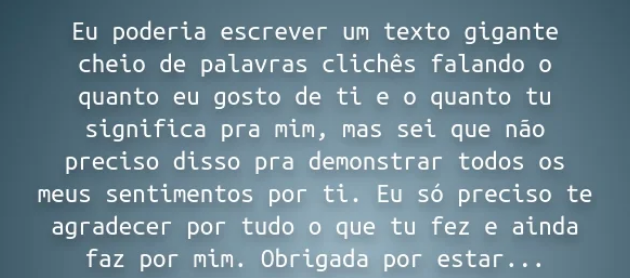 Eu poderia escrever um texto gigante
cheio de palavras clichês falando o
quanto eu gosto de ti e o quanto tu
significa pra mim, mas sei que não
preciso disso pra demonstrar todos os
meus sentimentos por ti. Eu só preciso te
agradecer por tudo o que tu fez e ainda
faz por mim. Obrigada por estar...